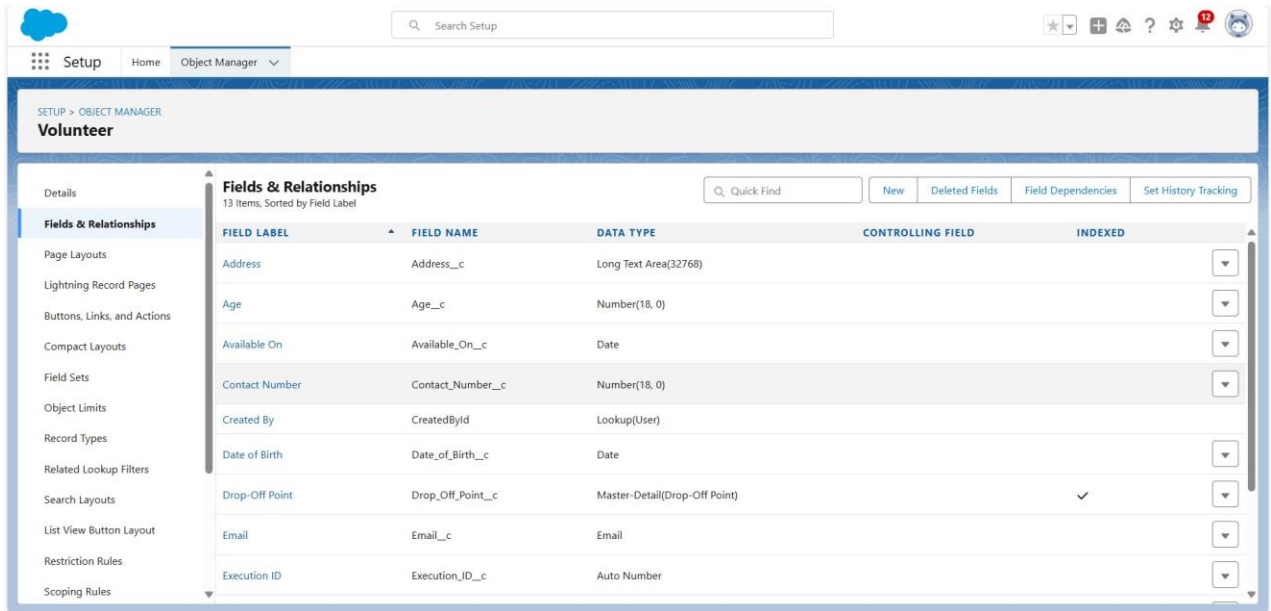 Search Setup
12
Setup Home Object Manager
SETUP > OBJECT MANAGER
Volunteer
Details
Fields & Relationships
Page Layouts
Lightning Record Pages
Buttons, Links, and Actions
Compact Layouts
Field Sets
Object Limits
Record Types
Related Lookup Filters
Search Layouts
List View Button Layout
Restriction Rules
Scoping Rules
Fields & Relationships
13 Items, Sorted by Field Label
Quick Find New Deleted Fields Field Dependencies Set History Tracking
FIELD LABEL FIELD NAME DATA TYPE CONTROLLING FIELD INDEXED
Address Address__c Long Text Area(32768)
Age Age__c Number(18, 0)
Available On Available_On__c Date
Contact Number Contact_Number__c Number(18, 0)
Created By CreatedById Lookup(User)
Date of Birth Date_of_Birth__c Date
Drop-Off Point Drop_Off_Point__c Master-Detail(Drop-Off Point)
Email Email__c Email
Execution ID Execution_ID__c Auto Number